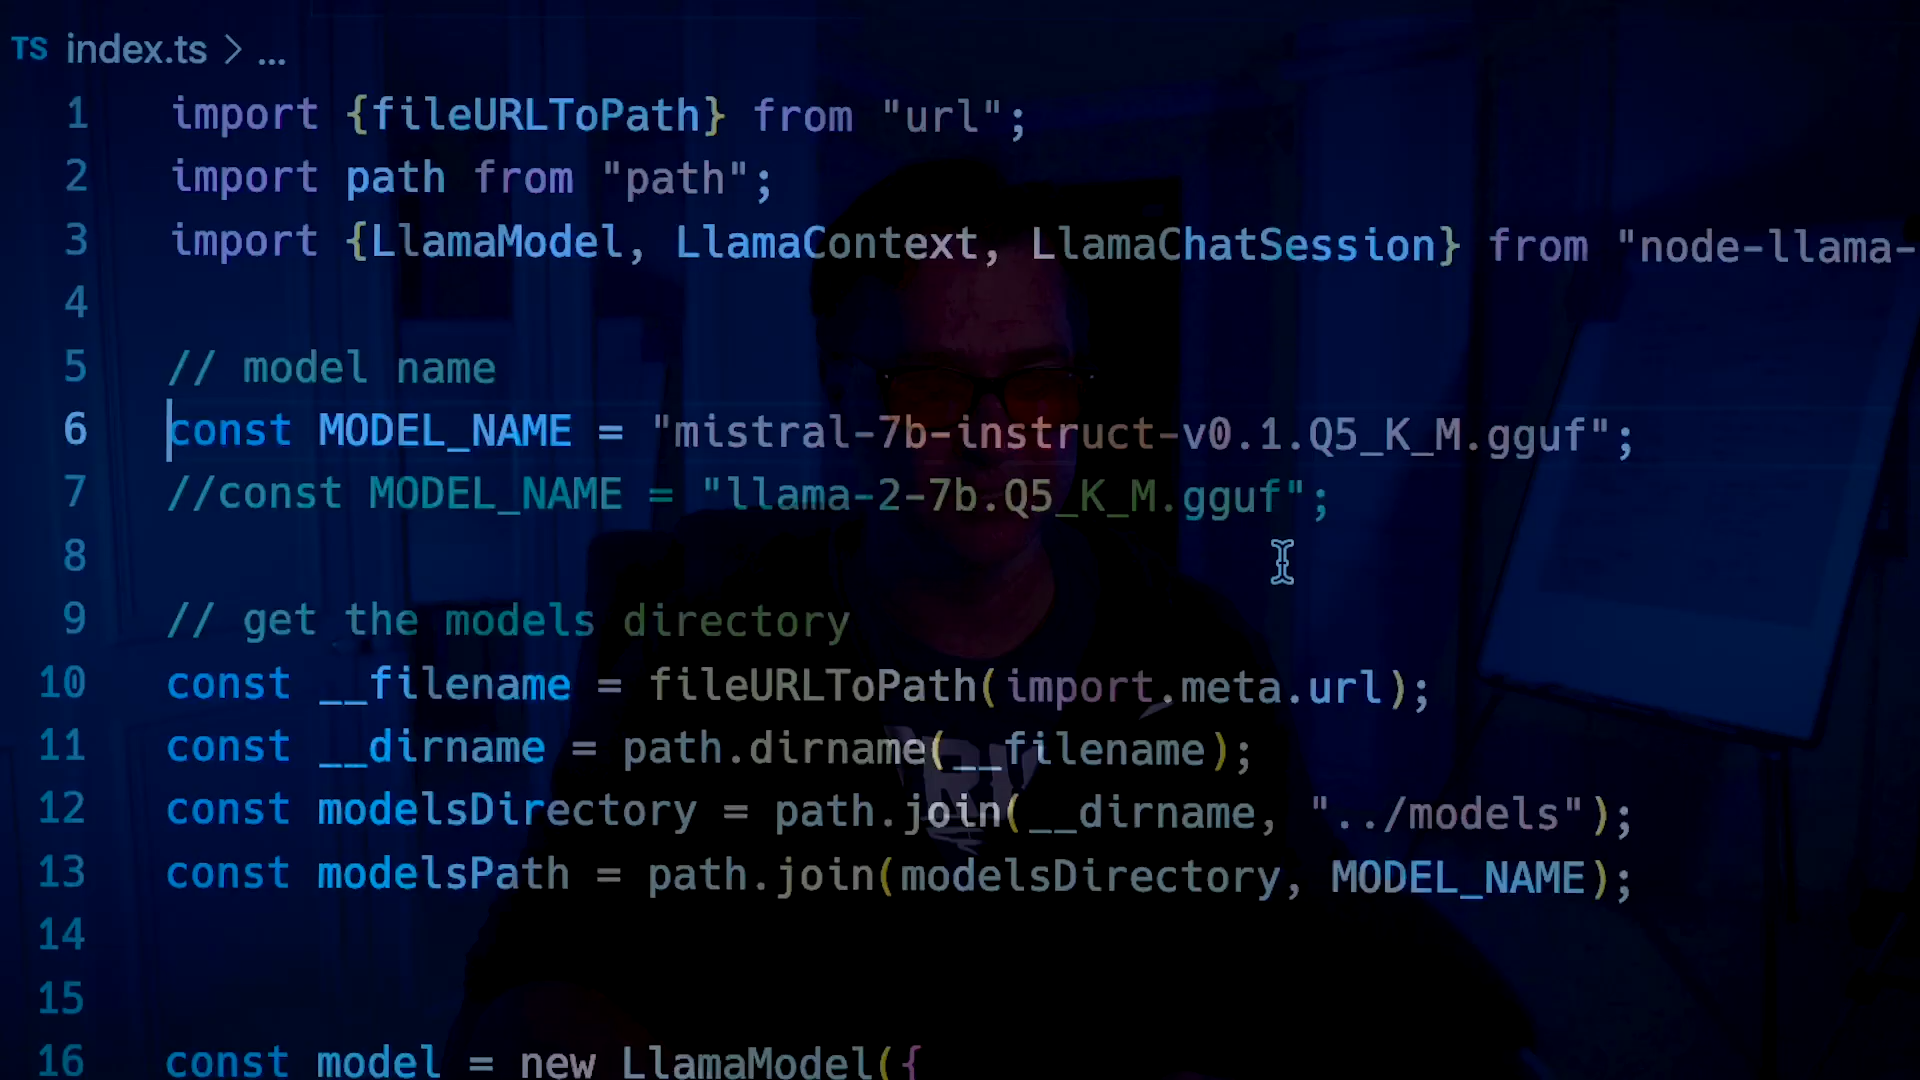 TS index.ts > ...
1 import {fileURLToPath} from "url";
2 import path from "path";
3 import {LlamaModel, LlamaContext, LlamaChatSession} from "node-llama-
4
5 // model name
6 const MODEL_NAME = "mistral-7b-instruct-v0.1.Q5_K_M.gguf";
7 //const MODEL_NAME = "llama-2-7b.Q5_K_M.gguf";
8
9 // get the models directory
10 const __filename = fileURLToPath(import.meta.url);
11 const __dirname = path.dirname(__filename);
12 const modelsDirectory = path.join(__dirname, "../models");
13 const modelsPath = path.join(modelsDirectory, MODEL_NAME);
14
15
16 const model = new LlamaModel({